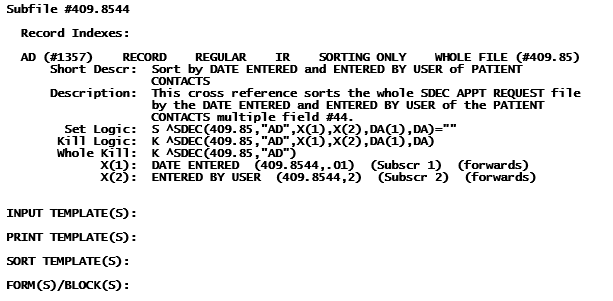 Subfile #409.8544
Record Indexes:
AD (#1357)    RECORD    REGULAR    IR    SORTING ONLY    WHOLE FILE (#409.85)
Short Descr:  Sort by DATE ENTERED and ENTERED BY USER of PATIENT
CONTACTS
Description:  This cross reference sorts the whole SDEC APPT REQUEST file
by the DATE ENTERED and ENTERED BY USER of the PATIENT
CONTACTS multiple field #44.
Set Logic:  S ^SDEC(409.85,"AD",X(1),X(2),DA(1),DA)=""
Kill Logic:  K ^SDEC(409.85,"AD",X(1),X(2),DA(1),DA)
Whole Kill:  K ^SDEC(409.85,"AD")
X(1):  DATE ENTERED  (409.8544,.01)  (Subscr 1)  (forwards)
X(2):  ENTERED BY USER  (409.8544,2)  (Subscr 2)  (forwards)
INPUT TEMPLATE(S):
PRINT TEMPLATE(S):
SORT TEMPLATE(S):
FORM(S)/BLOCK(S):